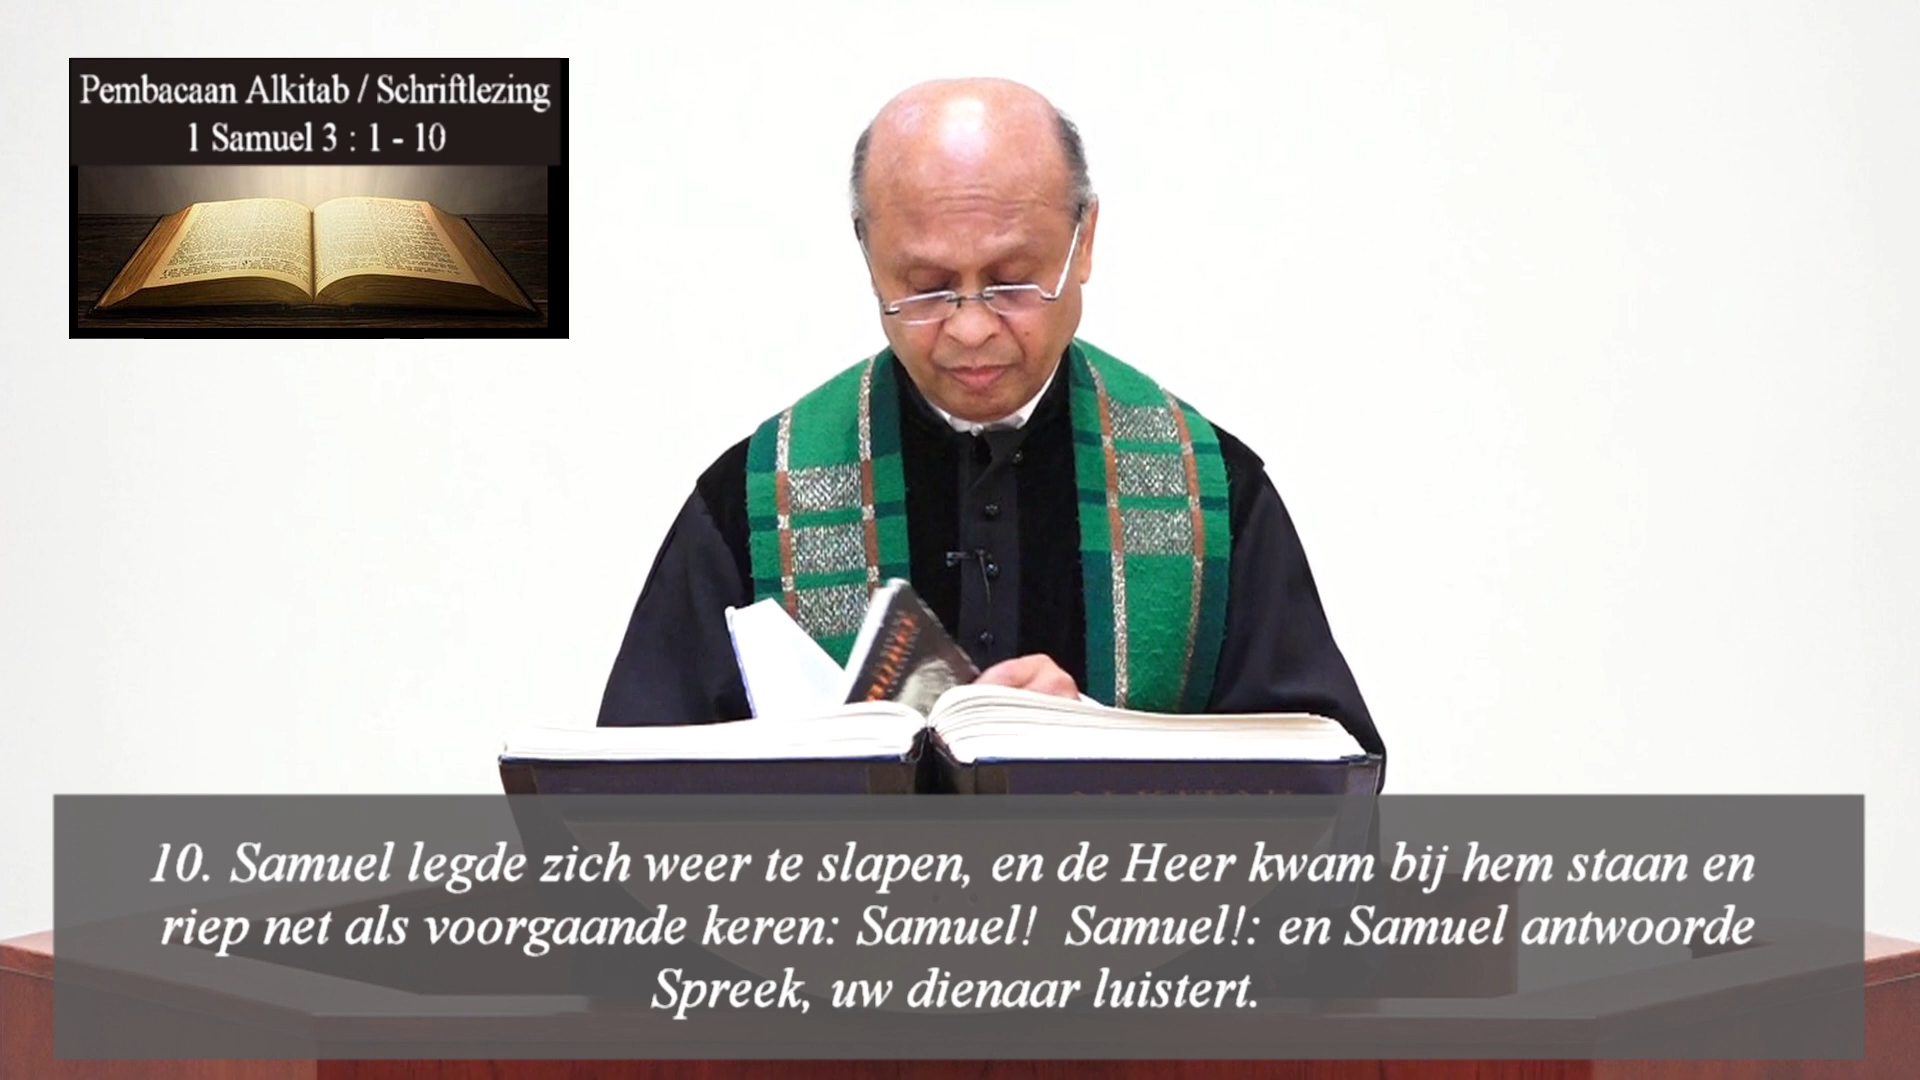 Pembacaan Alkitab / Schriftlezing
1 Samuel 3 : 1 - 10
10. Samuel legde zich weer te slapen, en de Heer kwam bij hem staan en
riep net als voorgaande keren: Samuel!  Samuel!: en Samuel antwoorde
Spreek, uw dienaar luistert.